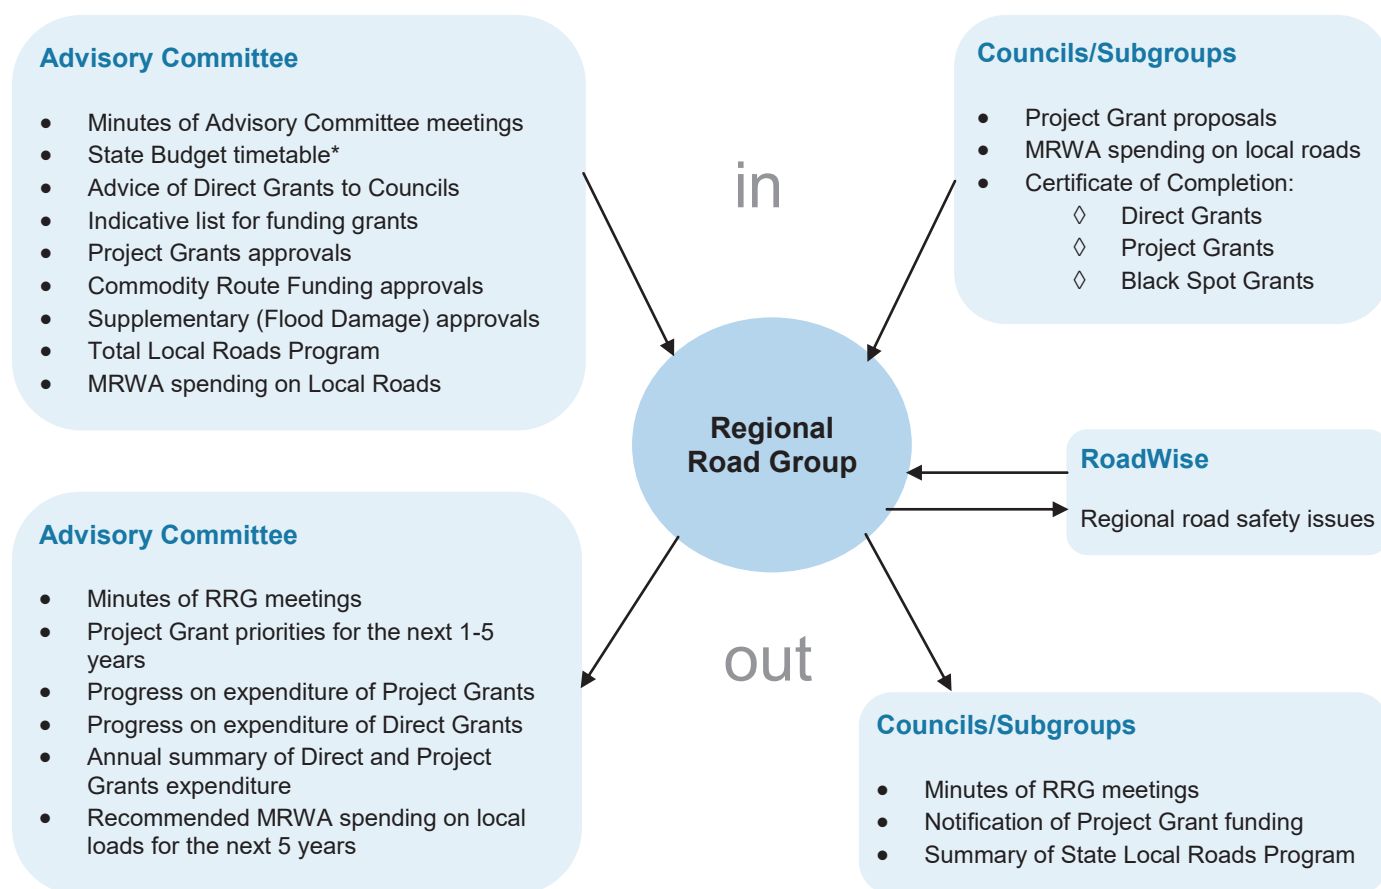 Advisory Committee
• Minutes of Advisory Committee meetings
• State Budget timetable*
• Advice of Direct Grants to Councils
• Indicative list for funding grants
• Project Grants approvals
• Commodity Route Funding approvals
• Supplementary (Flood Damage) approvals
• Total Local Roads Program
• MRWA spending on Local Roads
in
Councils/Subgroups
• Project Grant proposals
• MRWA spending on local roads
• Certificate of Completion:
◊ Direct Grants
◊ Project Grants
◊ Black Spot Grants
Regional
Road Group
RoadWise
Regional road safety issues
Advisory Committee
• Minutes of RRG meetings
• Project Grant priorities for the next 1-5
years
• Progress on expenditure of Project Grants
• Progress on expenditure of Direct Grants
• Annual summary of Direct and Project
Grants expenditure
• Recommended MRWA spending on local
loads for the next 5 years
out
Councils/Subgroups
• Minutes of RRG meetings
• Notification of Project Grant funding
• Summary of State Local Roads Program